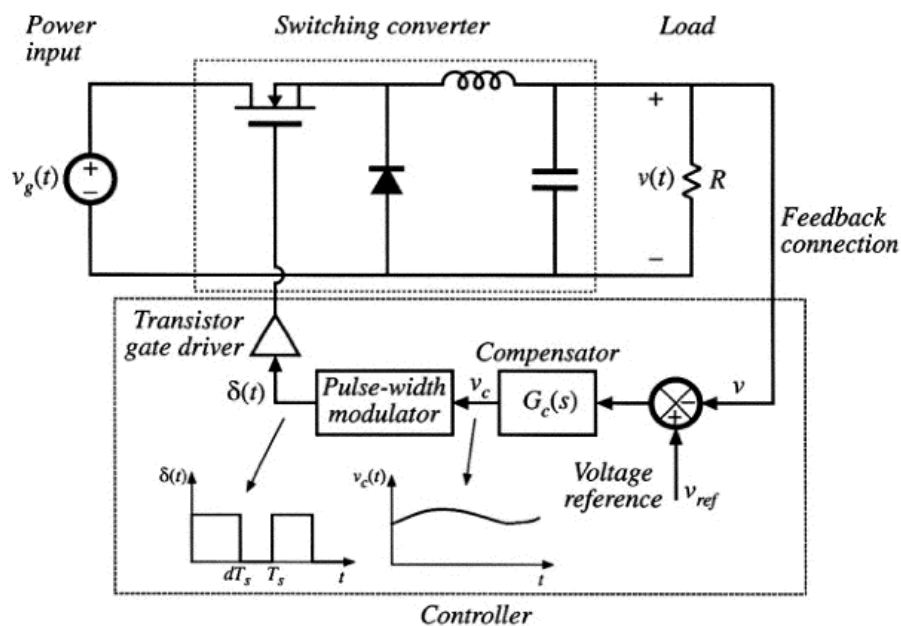 Power
input
Switching converter
Load
v_g(t)
+
−
+
v(t)
−
R
Feedback
connection
Transistor
gate driver
δ(t)
Pulse-width
modulator
v_c
Compensator
G_c(s)
−
+
v
Voltage
reference
v_ref
δ(t)
dT_s
T_s
t
v_c(t)
t
Controller